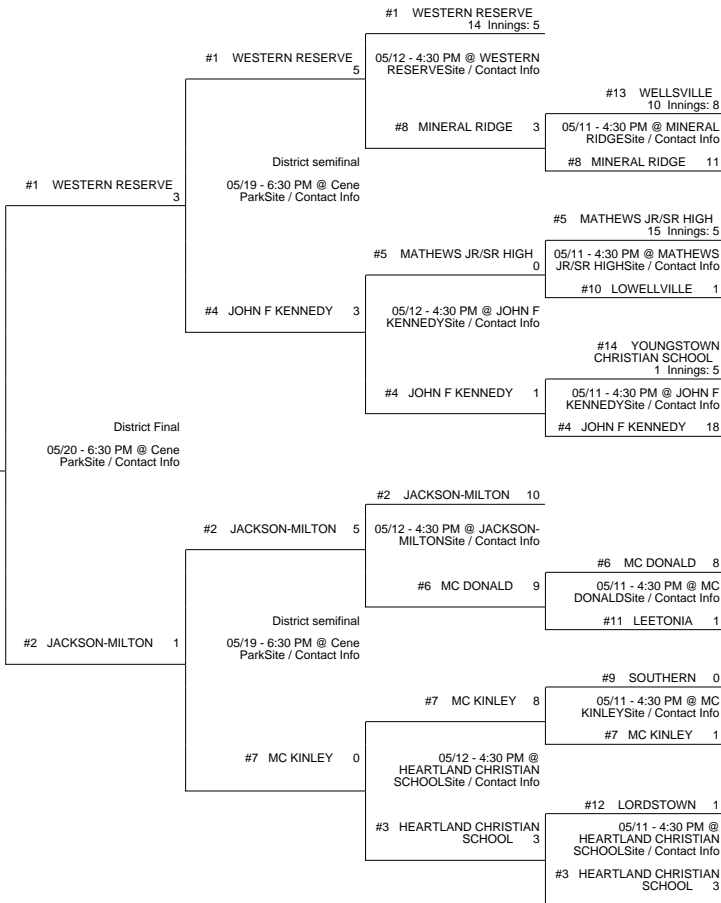 #1 WESTERN RESERVE
14 Innings: 5
#1 WESTERN RESERVE
5
05/12 - 4:30 PM @ WESTERN
RESERVESite / Contact Info
#13 WELLSVILLE
10 Innings: 8
#8 MINERAL RIDGE 3
05/11 - 4:30 PM @ MINERAL
RIDGESite / Contact Info
#8 MINERAL RIDGE 11
District semifinal
05/19 - 6:30 PM @ Cene
ParkSite / Contact Info
#1 WESTERN RESERVE
3
#5 MATHEWS JR/SR HIGH
15 Innings: 5
#5 MATHEWS JR/SR HIGH
0
05/11 - 4:30 PM @ MATHEWS
JR/SR HIGHSite / Contact Info
#10 LOWELLVILLE 1
#4 JOHN F KENNEDY 3
05/12 - 4:30 PM @ JOHN F
KENNEDYSite / Contact Info
#14 YOUNGSTOWN
CHRISTIAN SCHOOL
1 Innings: 5
#4 JOHN F KENNEDY 1
05/11 - 4:30 PM @ JOHN F
KENNEDYSite / Contact Info
#4 JOHN F KENNEDY 18
District Final
05/20 - 6:30 PM @ Cene
ParkSite / Contact Info
#2 JACKSON-MILTON 10
#2 JACKSON-MILTON 5
05/12 - 4:30 PM @ JACKSON-
MILTONSite / Contact Info
#6 MC DONALD 8
#6 MC DONALD 9
05/11 - 4:30 PM @ MC
DONALDSite / Contact Info
#11 LEETONIA 1
District semifinal
05/19 - 6:30 PM @ Cene
ParkSite / Contact Info
#2 JACKSON-MILTON 1
#9 SOUTHERN 0
#7 MC KINLEY 8
05/11 - 4:30 PM @ MC
KINLEYSite / Contact Info
#7 MC KINLEY 1
#7 MC KINLEY 0
05/12 - 4:30 PM @
HEARTLAND CHRISTIAN
SCHOOLSite / Contact Info
#12 LORDSTOWN 1
#3 HEARTLAND CHRISTIAN
SCHOOL 3
05/11 - 4:30 PM @
HEARTLAND CHRISTIAN
SCHOOLSite / Contact Info
#3 HEARTLAND CHRISTIAN
SCHOOL 3